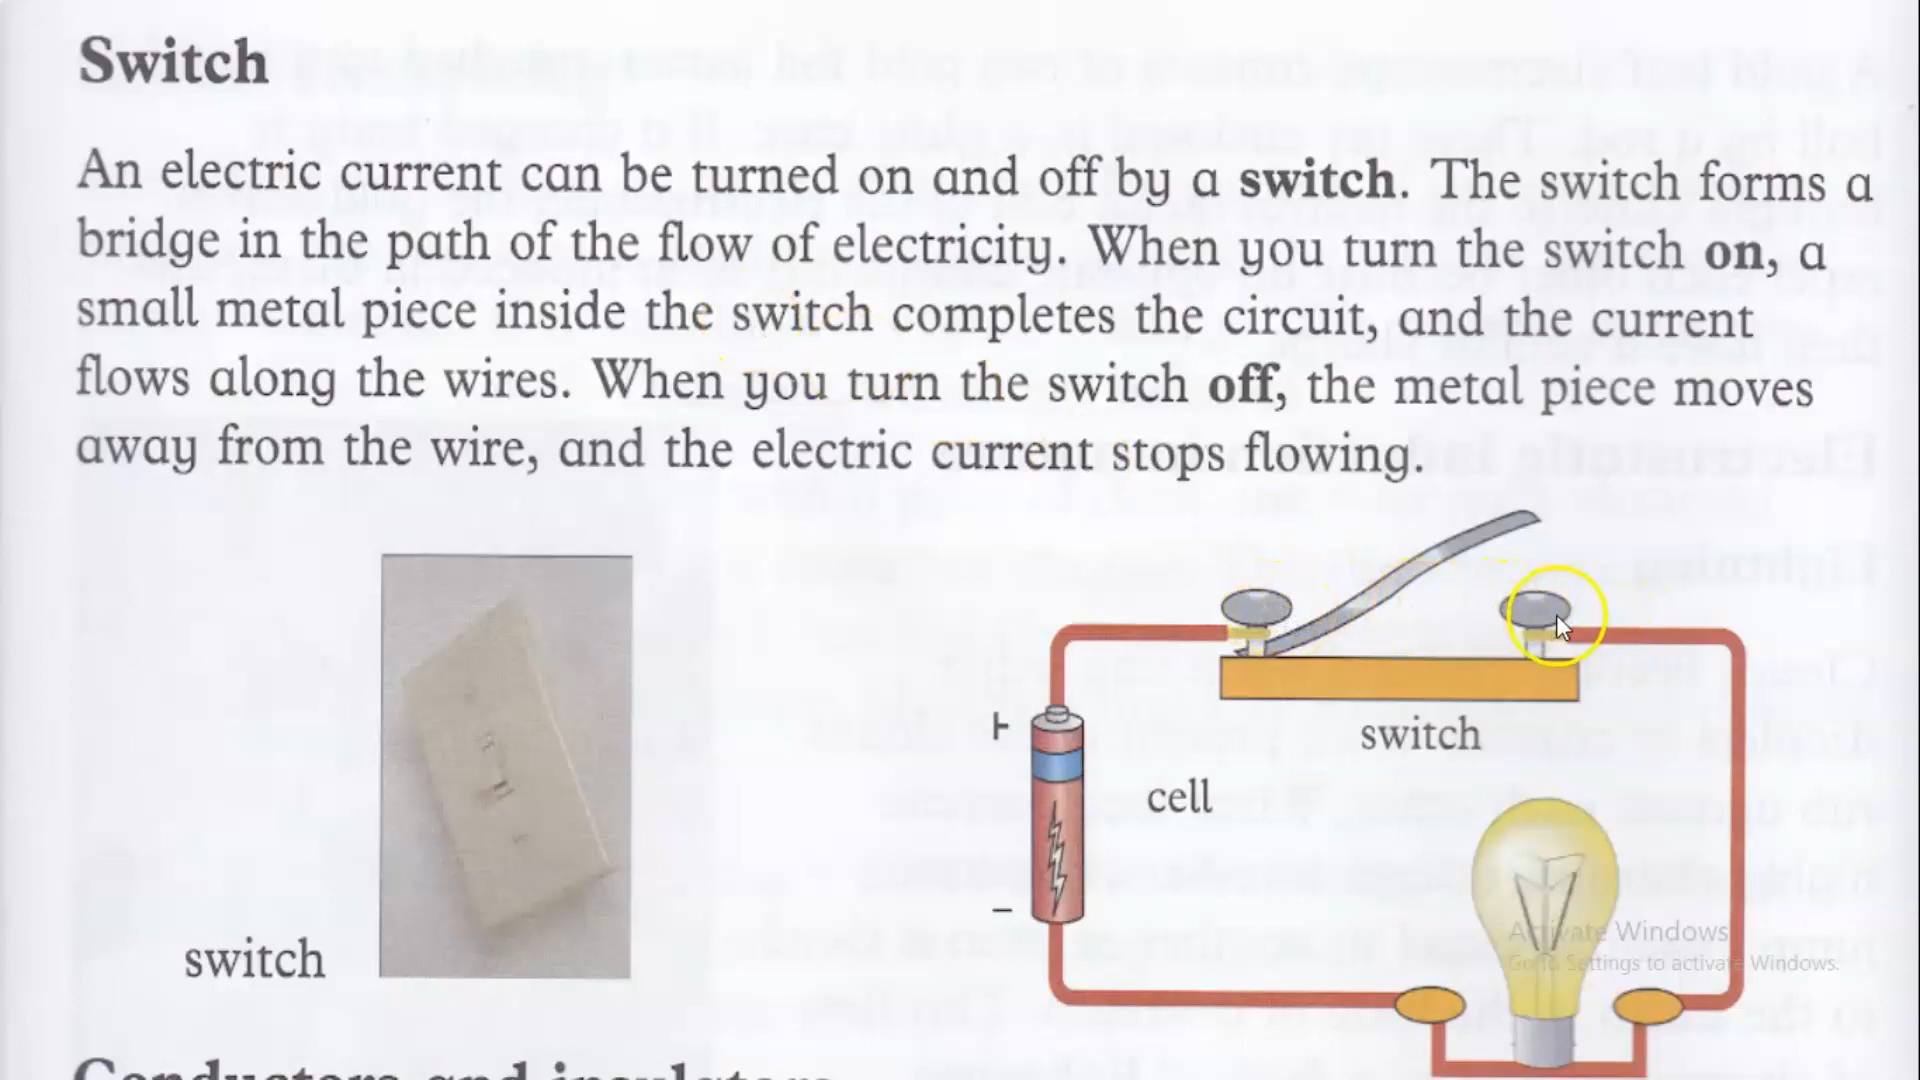 Switch
An electric current can be turned on and off by a switch. The switch forms a
bridge in the path of the flow of electricity. When you turn the switch on, a
small metal piece inside the switch completes the circuit, and the current
flows along the wires. When you turn the switch off, the metal piece moves
away from the wire, and the electric current stops flowing.
switch
+
cell
–
Activate Windows
Go to Settings to activate Windows.
switch
Conductors and insulators